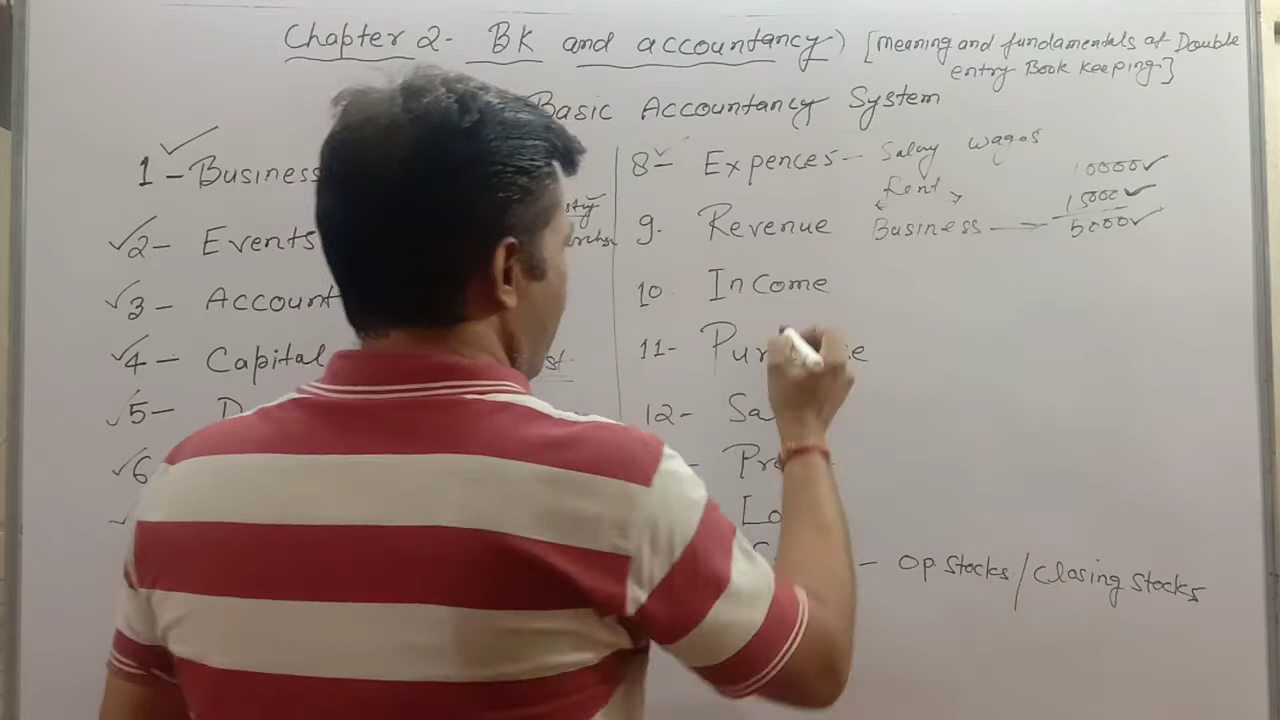 Chapter 2- BK and accountancy) [Meaning and fundamentals of Double
entry Book Keeping.]
Basic Accountancy System
1 - Business
2 - Events
3 - Account
4 - Capital
5 -
6
8 - Expences - Salary wages
Rent
10000
15000
9. Revenue Business — 5000
10. Income
11 - Pur se
12 - Sa
Pr
Lo
- Op stocks / Closing stocks